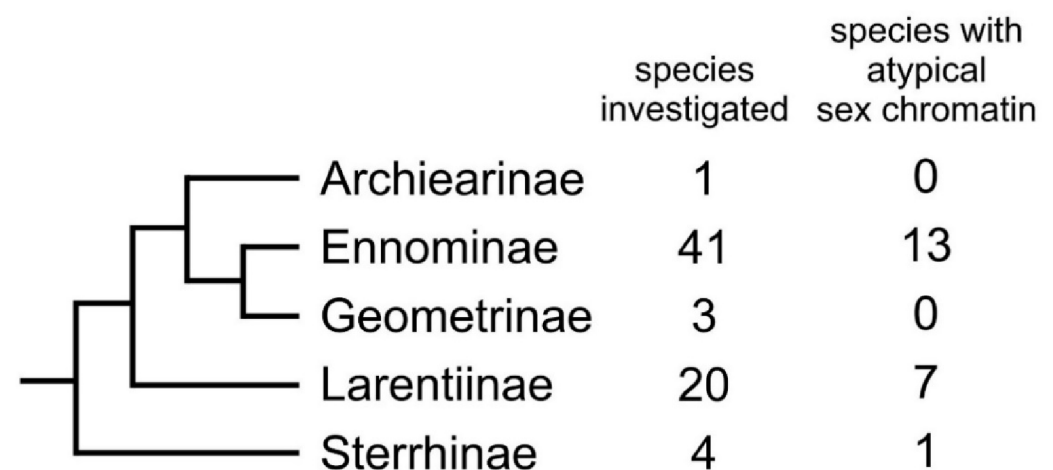 species investigated
species with atypical sex chromatin
Archiearinae 1 0
Ennominae 41 13
Geometrinae 3 0
Larentiinae 20 7
Sterrhinae 4 1